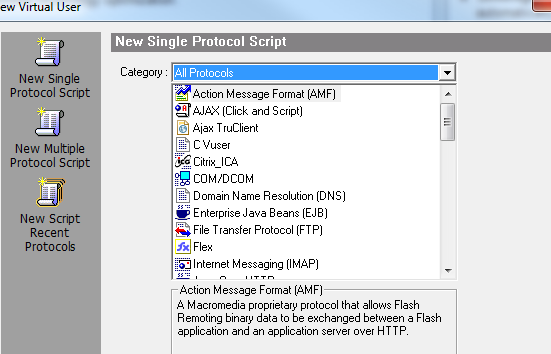 ew Virtual User
New Single Protocol Script
New Single
Protocol Script
New Multiple
Protocol Script
New Script
Recent
Protocols
Category :
All Protocols
Action Message Format (AMF)
AJAX (Click and Script)
Ajax TruClient
C Vuser
Citrix_ICA
COM/DCOM
Domain Name Resolution (DNS)
Enterprise Java Beans (EJB)
File Transfer Protocol (FTP)
Flex
Internet Messaging (IMAP)
Action Message Format (AMF)
A Macromedia proprietary protocol that allows Flash
Remoting binary data to be exchanged between a Flash
application and an application server over HTTP.